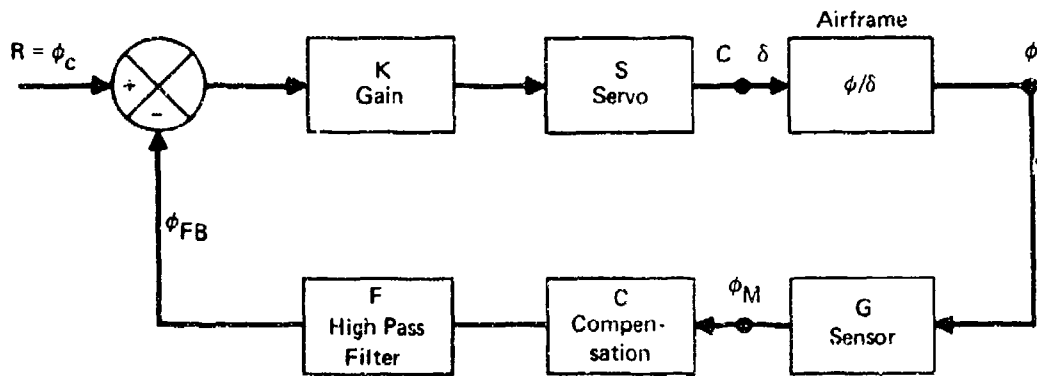 Airframe
R = ϕc
+
−
K
Gain
S
Servo
C δ
ϕ/δ
ϕ
ϕFB
F
High Pass
Filter
C
Compen-
sation
ϕM
G
Sensor